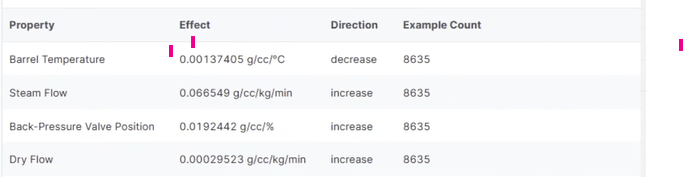 Property Effect Direction Example Count
Barrel Temperature 0.00137405 g/cc/°C decrease 8635
Steam Flow 0.066549 g/cc/kg/min increase 8635
Back-Pressure Valve Position 0.0192442 g/cc/% increase 8635
Dry Flow 0.00029523 g/cc/kg/min increase 8635